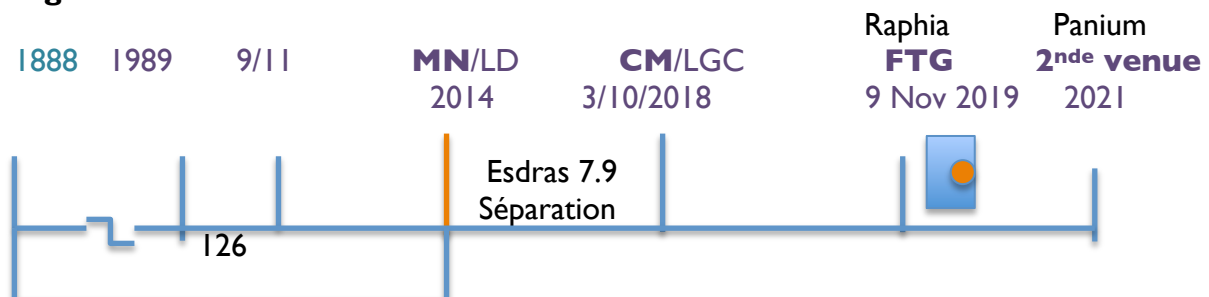 Raphia Panium
1888 1989 9/11 MN/LD CM/LGC FTG 2nde venue
2014 3/10/2018 9 Nov 2019 2021
Esdras 7.9
Séparation
126